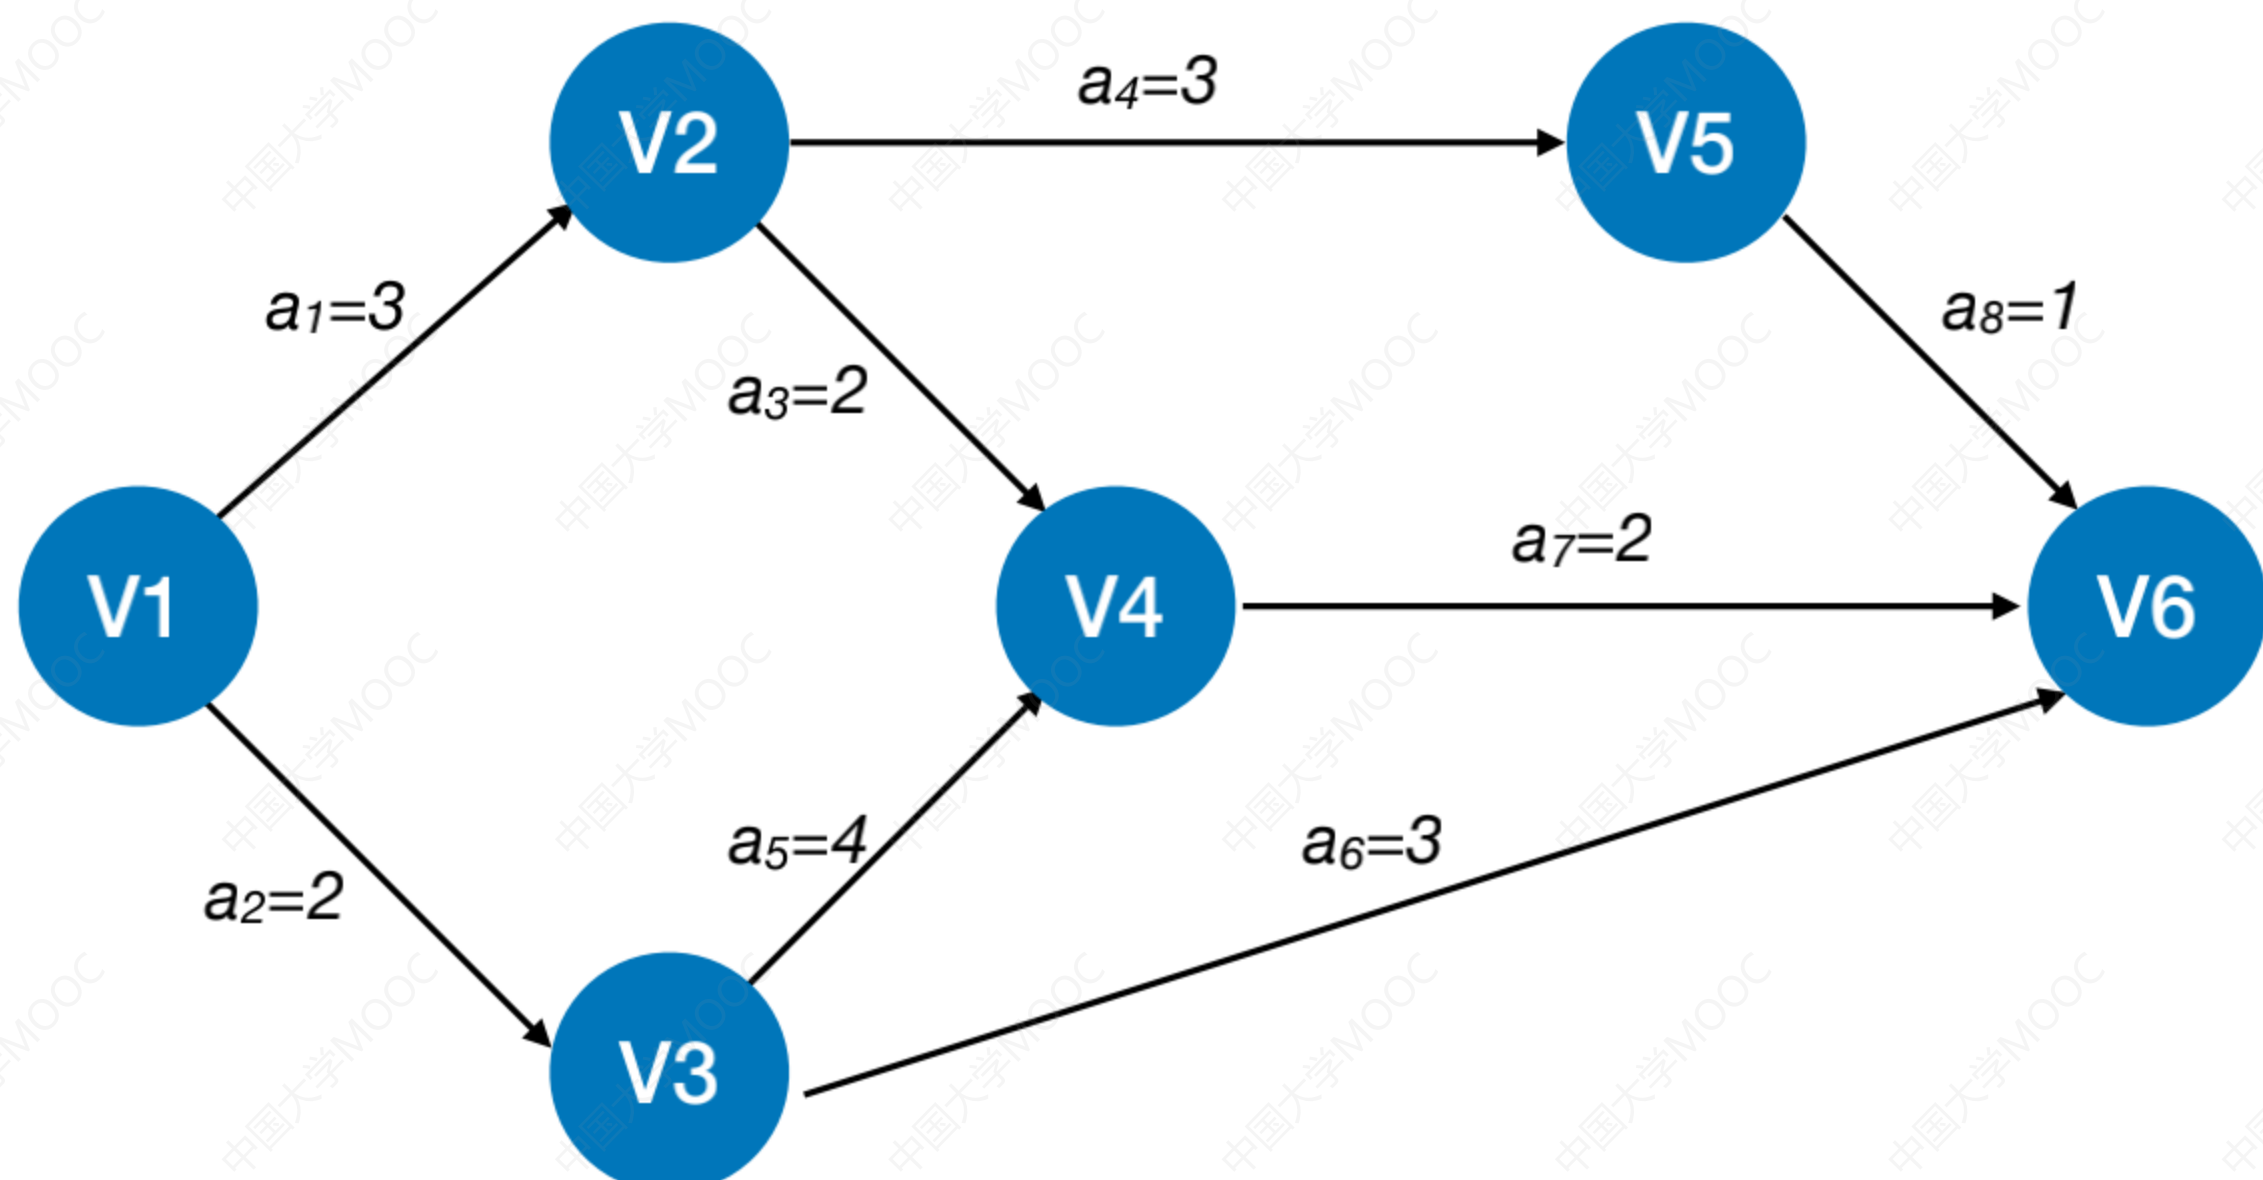 V2
a4=3
V5
a1=3
a8=1
a3=2
V1
V4
a7=2
V6
a5=4
a6=3
a2=2
V3
中国大学MOOC